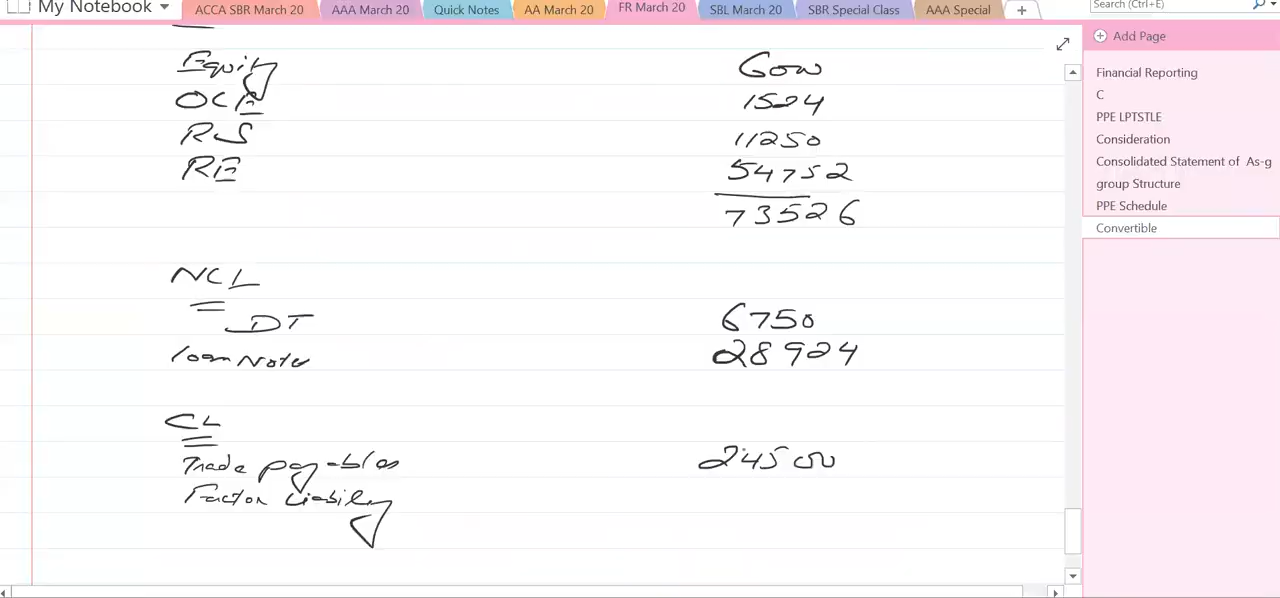 My Notebook
ACCA SBR March 20
AAA March 20
Quick Notes
AA March 20
FR March 20
SBL March 20
SBR Special Class
AAA Special
Search (Ctrl+E)
Add Page
Financial Reporting
C
PPE LPTSTLE
Consideration
Consolidated Statement of As-g
group Structure
PPE Schedule
Convertible
Equity 6000
OCE 1524
RS 11250
RE 54752
73526
NCL
DT 6750
loan Note 28924
CL
Trade payables 24500
Factor Liability